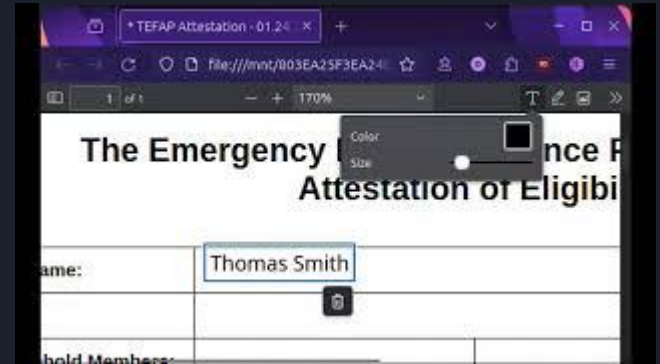 * TEFAP Attestation - 01.24
file:///mnt/803EA25F3EA24
1 of 1
170%
T
Color
Size
The Emergency nce F
Attestation of Eligibi
ame:
Thomas Smith
hold Members: